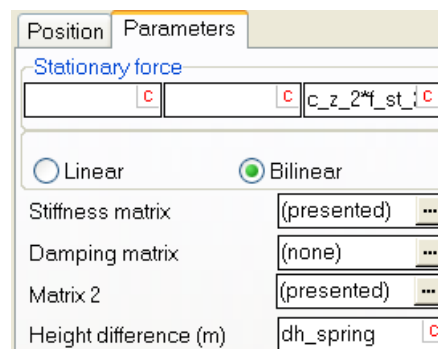 Position Parameters
Stationary force
C C c_z_2*f_st_ C
Linear Bilinear
Stiffness matrix (presented) ...
Damping matrix (none) ...
Matrix 2 (presented) ...
Height difference (m) dh_spring C